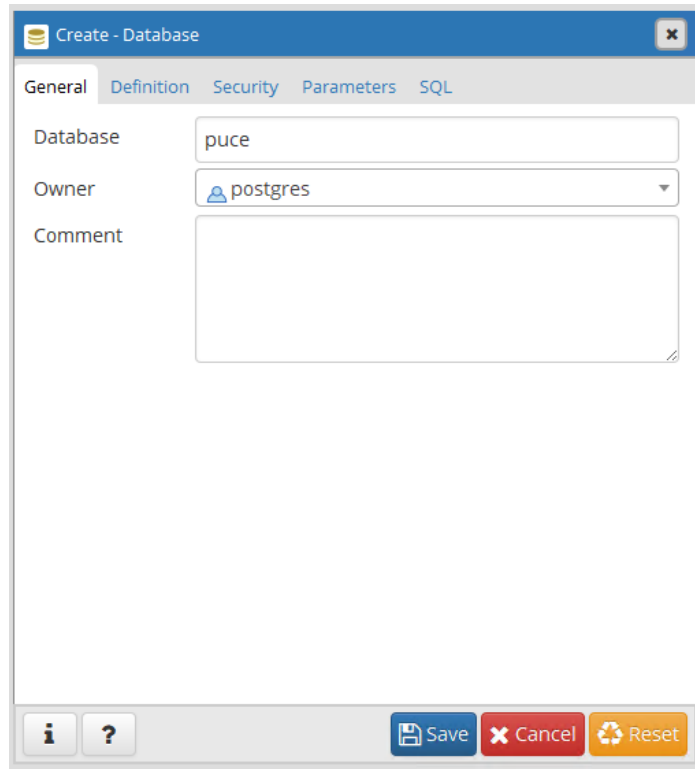 Create - Database
General Definition Security Parameters SQL
Database puce
Owner postgres
Comment
i ? Save Cancel Reset